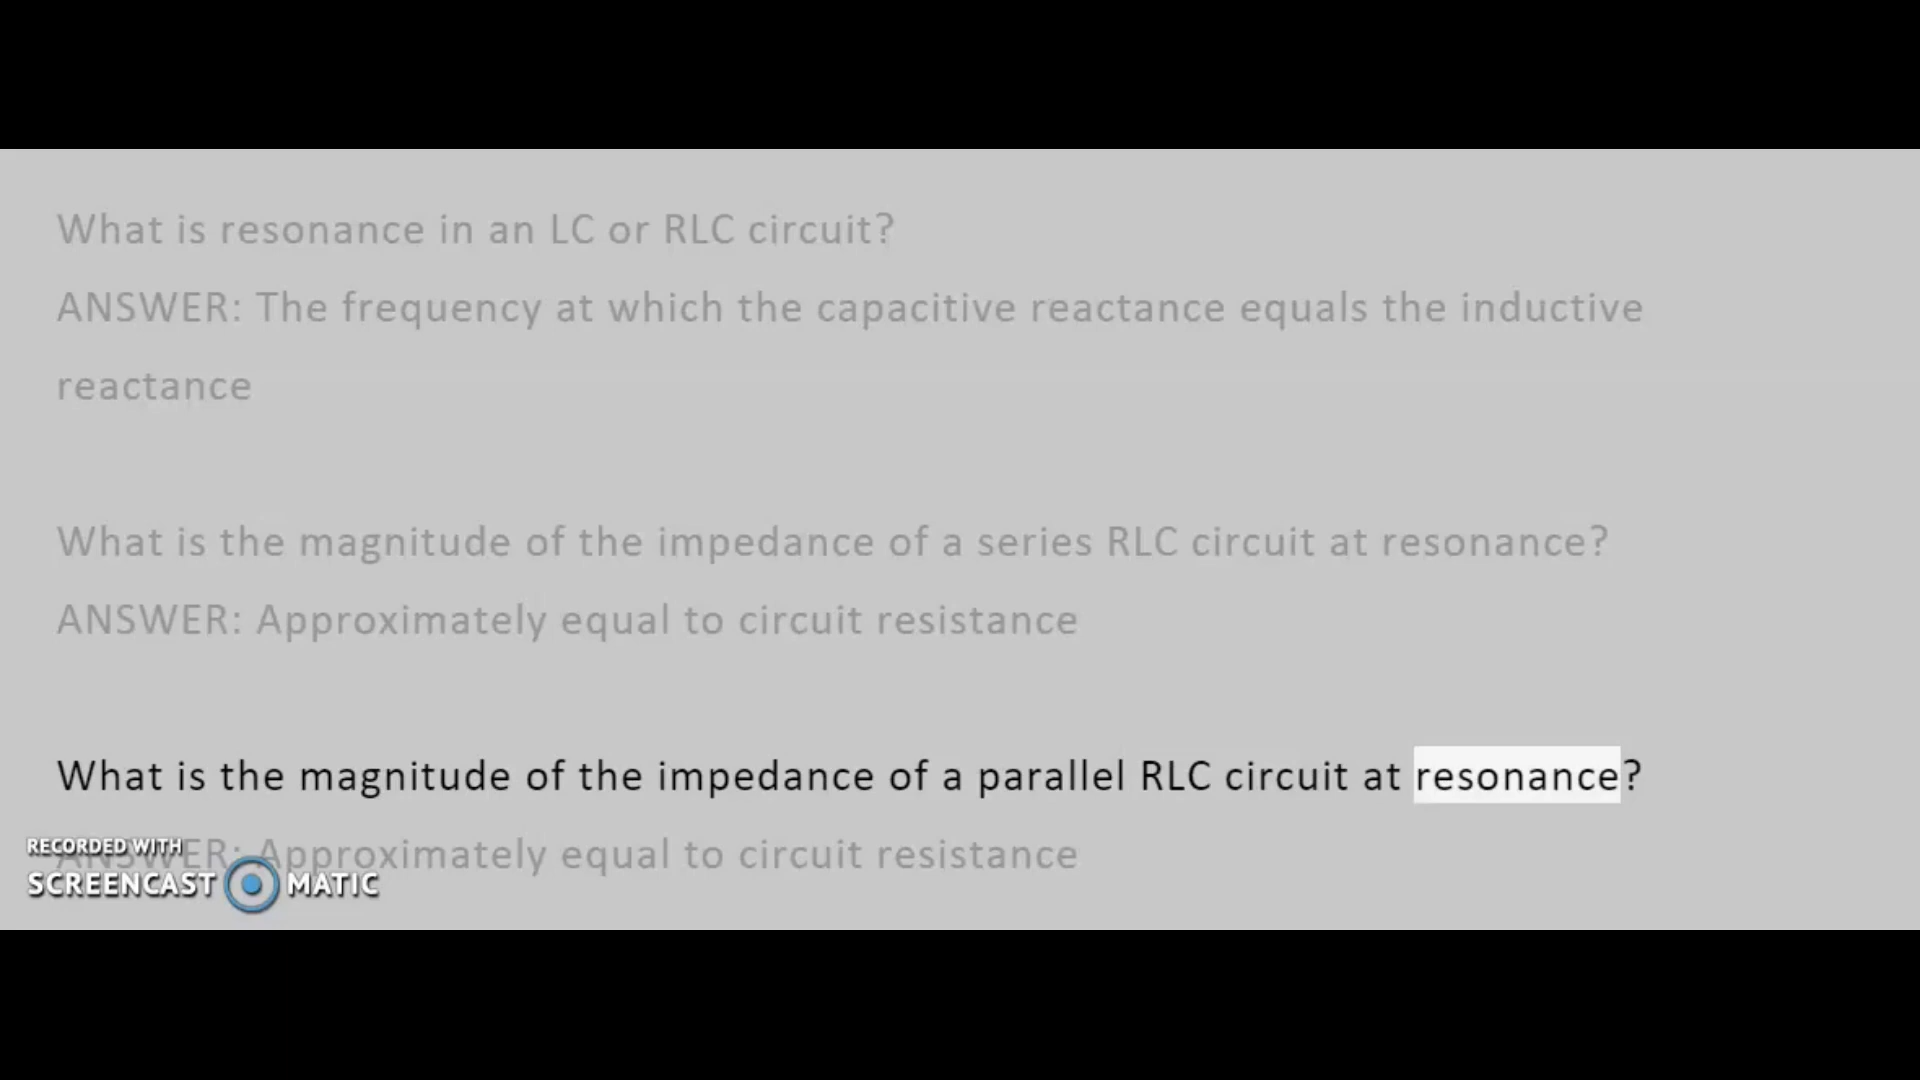 What is resonance in an LC or RLC circuit?
ANSWER: The frequency at which the capacitive reactance equals the inductive
reactance
What is the magnitude of the impedance of a series RLC circuit at resonance?
ANSWER: Approximately equal to circuit resistance
What is the magnitude of the impedance of a parallel RLC circuit at resonance?
ANSWER: Approximately equal to circuit resistance
RECORDED WITH
SCREENCAST MATIC